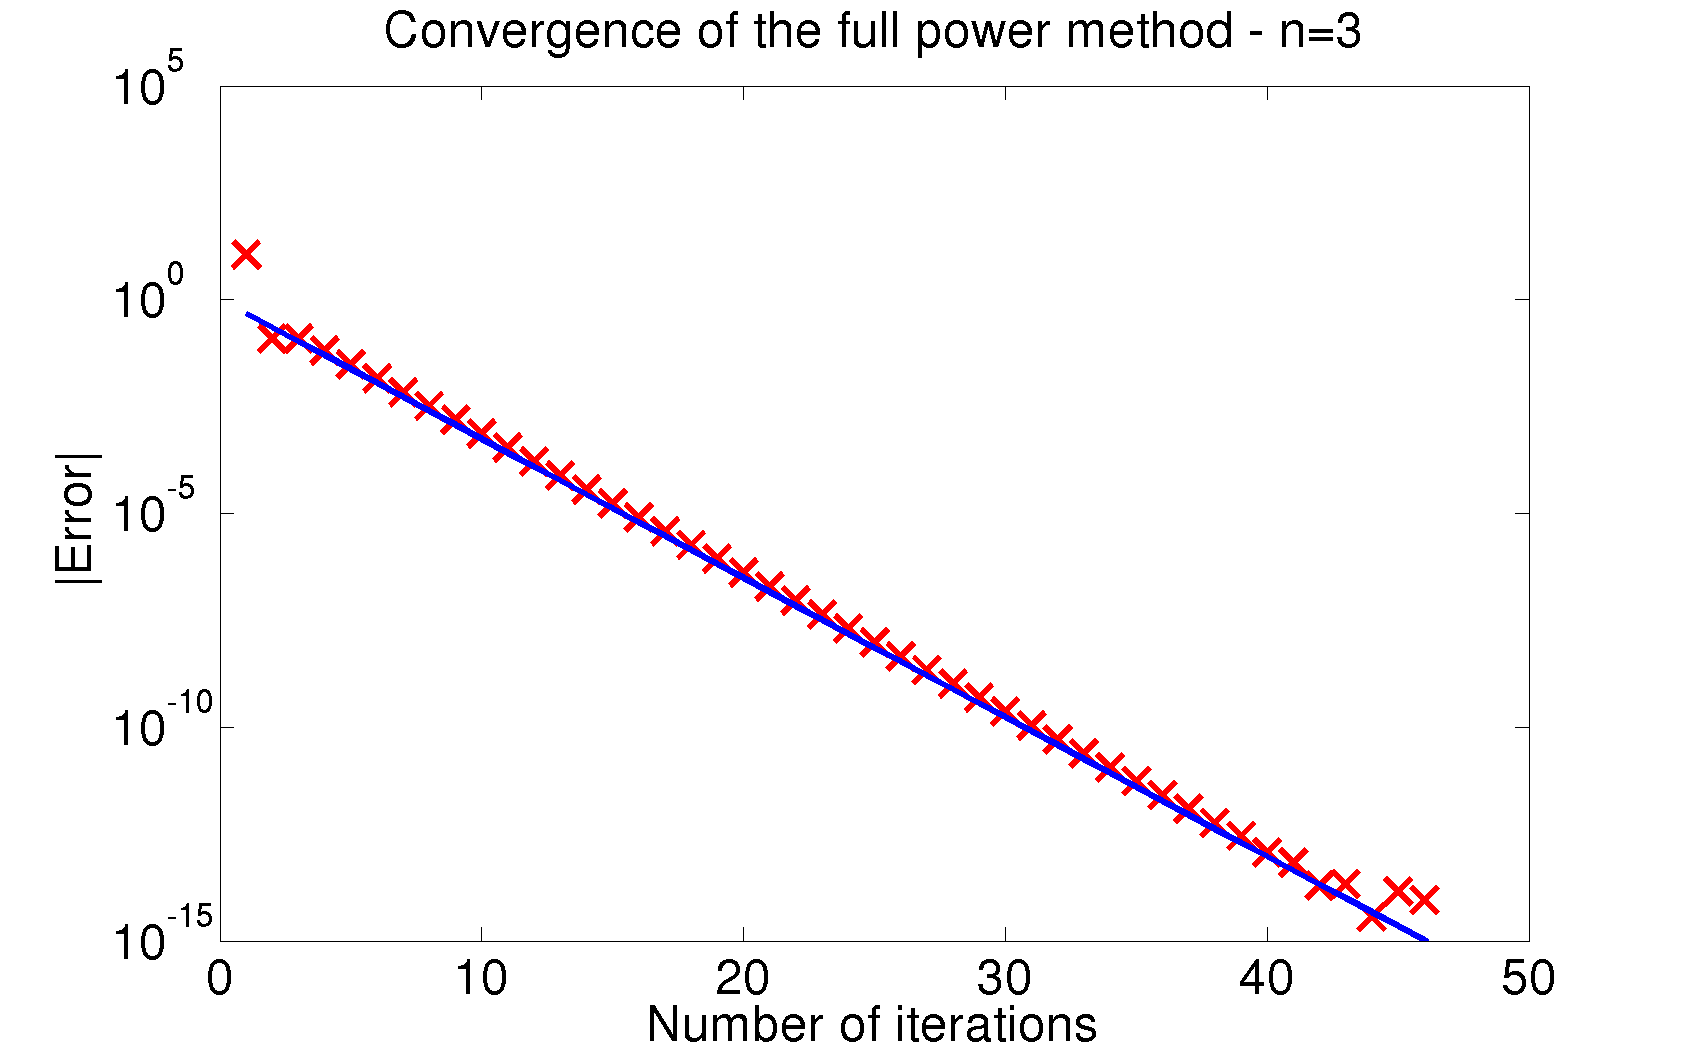 Convergence of the full power method - n=3
10^5
10^0
10^-5
10^-10
10^-15
|Error|
0 10 20 30 40 50
Number of iterations